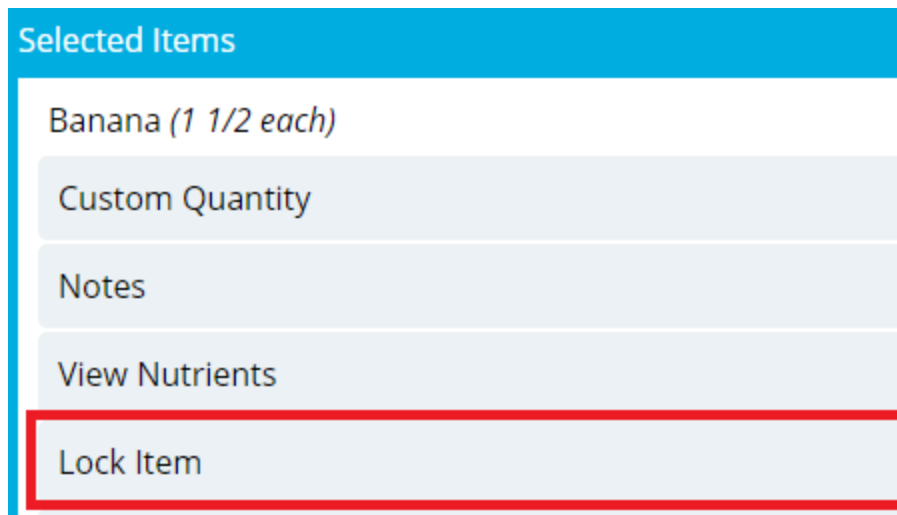 Selected Items
Banana (1 1/2 each)
Custom Quantity
Notes
View Nutrients
Lock Item